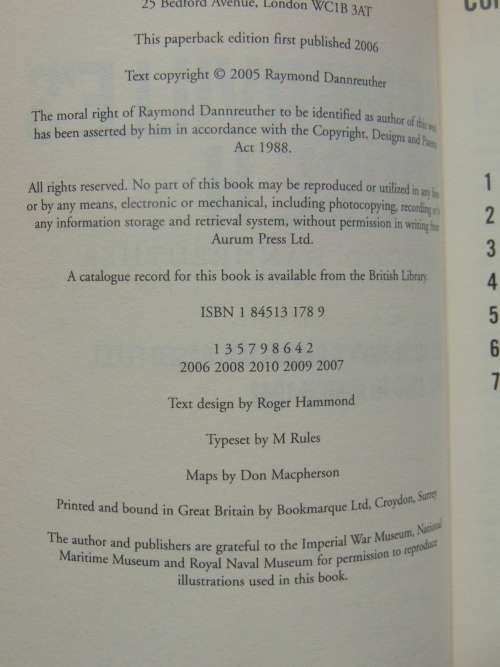 25 Bedford Avenue, London WC1B 3AT
This paperback edition first published 2006
Text copyright © 2005 Raymond Dannreuther
The moral right of Raymond Dannreuther to be identified as author of this work
has been asserted by him in accordance with the Copyright, Designs and Patents
Act 1988.
All rights reserved. No part of this book may be reproduced or utilized in any form
or by any means, electronic or mechanical, including photocopying, recording or by
any information storage and retrieval system, without permission in writing from
Aurum Press Ltd.
A catalogue record for this book is available from the British Library.
ISBN 1 84513 178 9
1 3 5 7 9 8 6 4 2
2006 2008 2010 2009 2007
Text design by Roger Hammond
Typeset by M Rules
Maps by Don Macpherson
Printed and bound in Great Britain by Bookmarque Ltd, Croydon, Surrey
The author and publishers are grateful to the Imperial War Museum, National
Maritime Museum and Royal Naval Museum for permission to reproduce
illustrations used in this book.
1
2
3
4
5
6
7